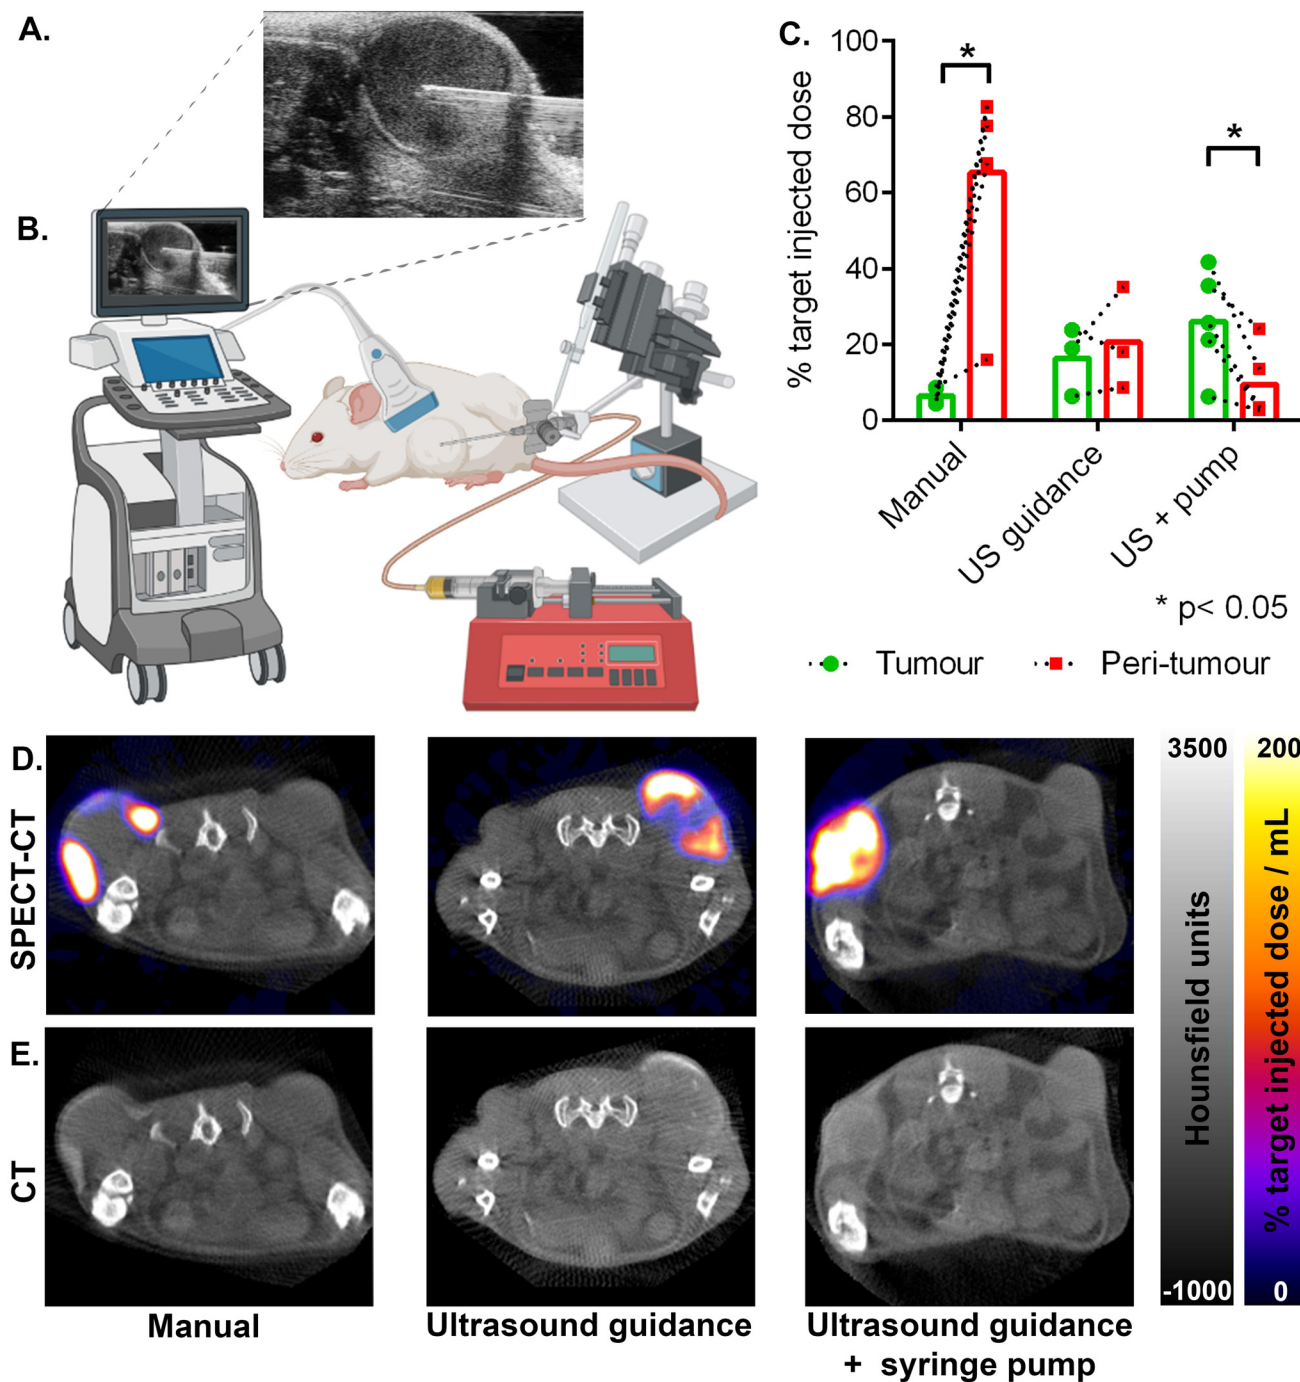 A.
B.
C.
% target injected dose
100
80
60
40
20
0
*
*
Manual
US guidance
US + pump
* p< 0.05
Tumour
Peri-tumour
D.
SPECT-CT
E.
CT
3500
Hounsfield units
-1000
200
% target injected dose / mL
0
Manual
Ultrasound guidance
Ultrasound guidance
+ syringe pump